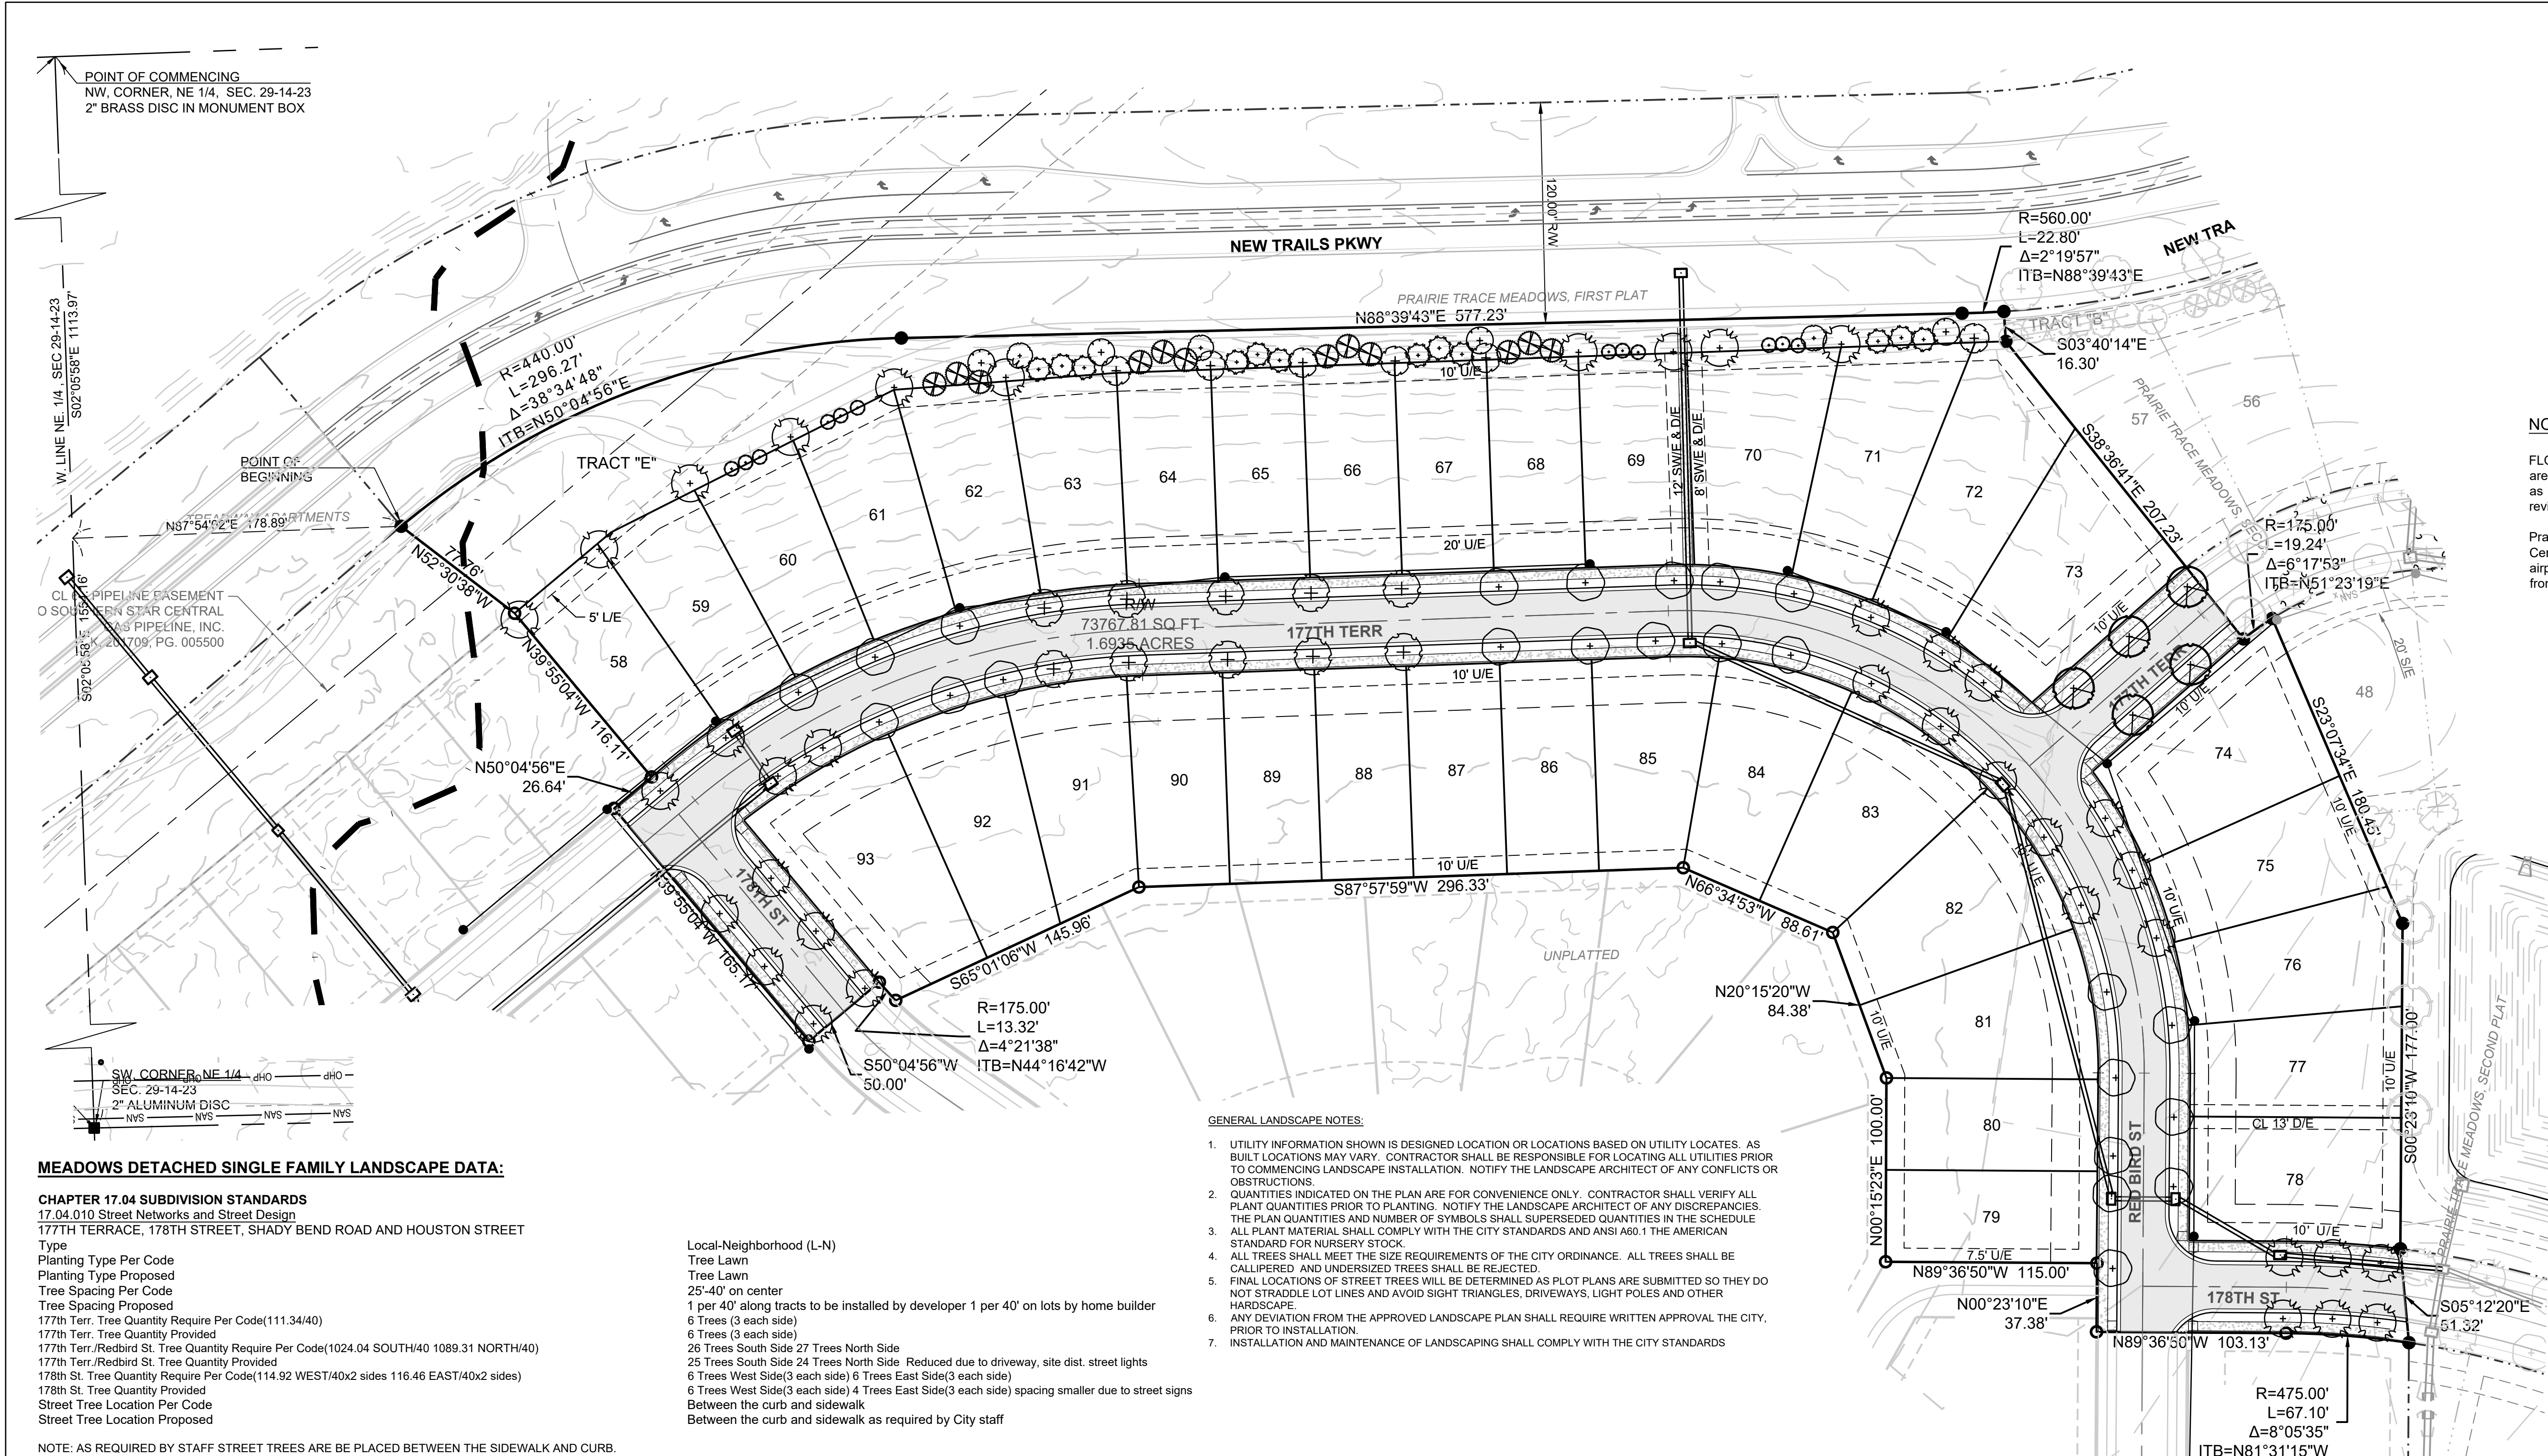 POINT OF COMMENCING
NW, CORNER, NE 1/4, SEC. 29-14-23
2" BRASS DISC IN MONUMENT BOX
W. LINE NE. 1/4, SEC 29-14-23
S02°05'58"E 1113.97'
NEW TRAILS PKWY
120.00' R/W
NEW TRA
R=560.00'
L=22.80'
Δ=2°19'57"
ITB=N88°39'43"E
PRAIRIE TRACE MEADOWS, FIRST PLAT
N88°39'43"E 577.23'
TRACT "B"
S03°40'14"E
16.30'
R=440.00'
L=296.27'
Δ=38°34'48"
ITB=N50°04'56"E
POINT OF
BEGINNING
TRACT "E"
N87°54'02"E 178.89'
N52°30'38"W
77.76'
5' L/E
N39°55'04"W 116.11'
N50°04'56"E
26.64'
PIPELINE EASEMENT
GAS PIPELINE, INC.
PG. 005500
10' U/E
20' U/E
12' SW/E & D/E
8' SW/E & D/E
58
59
60
61
62
63
64
65
66
67
68
69
70
71
72
73
57
56
PRAIRIE TRACE MEADOWS,
S38°36'41"E 207.23'
R=175.00'
L=19.24'
Δ=6°17'53"
ITB=N51°23'19"E
10' U/E
177TH TERR
10' U/E
20' S/E
48
R/W
73767.81 SQ FT
1.6935 ACRES
177TH TERR
10' U/E
93
92
91
90
89
88
87
86
85
84
83
82
81
80
79
74
75
76
77
78
S23°07'34"E 180.45'
10' U/E
10' U/E
10' U/E
178TH ST
N39°55'04"W 165.17'
S65°01'06"W 145.96'
10' U/E
S87°57'59"W 296.33'
N66°34'53"W 88.61'
UNPLATTED
N20°15'20"W
84.38'
10' U/E
R=175.00'
L=13.32'
Δ=4°21'38"
ITB=N44°16'42"W
S50°04'56"W
50.00'
N00°15'23"E 100.00'
7.5' U/E
N89°36'50"W 115.00'
N00°23'10"E
37.38'
RED BIRD ST
CL 13' D/E
10' U/E
S00°23'10"W 177.00'
10' U/E
PRAIRIE TRACE MEADOWS, SECOND PLAT
178TH ST
S05°12'20"E
51.32'
N89°36'50"W 103.13'
R=475.00'
L=67.10'
Δ=8°05'35"
ITB=N81°31'15"W
SW, CORNER, NE 1/4
SEC. 29-14-23
2" ALUMINUM DISC
OHP
OHP
SAN
SAN
SAN
SAN
MEADOWS DETACHED SINGLE FAMILY LANDSCAPE DATA:
CHAPTER 17.04 SUBDIVISION STANDARDS
17.04.010 Street Networks and Street Design
177TH TERRACE, 178TH STREET, SHADY BEND ROAD AND HOUSTON STREET
Type Local-Neighborhood (L-N)
Planting Type Per Code Tree Lawn
Planting Type Proposed Tree Lawn
Tree Spacing Per Code 25'-40' on center
Tree Spacing Proposed 1 per 40' along tracts to be installed by developer 1 per 40' on lots by home builder
177th Terr. Tree Quantity Require Per Code(111.34/40) 6 Trees (3 each side)
177th Terr. Tree Quantity Provided 6 Trees (3 each side)
177th Terr./Redbird St. Tree Quantity Require Per Code(1024.04 SOUTH/40 1089.31 NORTH/40) 26 Trees South Side 27 Trees North Side
177th Terr./Redbird St. Tree Quantity Provided 25 Trees South Side 24 Trees North Side Reduced due to driveway, site dist. street lights
178th St. Tree Quantity Require Per Code(114.92 WEST/40x2 sides 116.46 EAST/40x2 sides) 6 Trees West Side(3 each side) 6 Trees East Side(3 each side)
178th St. Tree Quantity Provided 6 Trees West Side(3 each side) 4 Trees East Side(3 each side) spacing smaller due to street signs
Street Tree Location Per Code Between the curb and sidewalk
Street Tree Location Proposed Between the curb and sidewalk as required by City staff
NOTE: AS REQUIRED BY STAFF STREET TREES ARE BE PLACED BETWEEN THE SIDEWALK AND CURB.
GENERAL LANDSCAPE NOTES:
1. UTILITY INFORMATION SHOWN IS DESIGNED LOCATION OR LOCATIONS BASED ON UTILITY LOCATES. AS
BUILT LOCATIONS MAY VARY. CONTRACTOR SHALL BE RESPONSIBLE FOR LOCATING ALL UTILITIES PRIOR
TO COMMENCING LANDSCAPE INSTALLATION. NOTIFY THE LANDSCAPE ARCHITECT OF ANY CONFLICTS OR
OBSTRUCTIONS.
2. QUANTITIES INDICATED ON THE PLAN ARE FOR CONVENIENCE ONLY. CONTRACTOR SHALL VERIFY ALL
PLANT QUANTITIES PRIOR TO PLANTING. NOTIFY THE LANDSCAPE ARCHITECT OF ANY DISCREPANCIES.
THE PLAN QUANTITIES AND NUMBER OF SYMBOLS SHALL SUPERSEDED QUANTITIES IN THE SCHEDULE
3. ALL PLANT MATERIAL SHALL COMPLY WITH THE CITY STANDARDS AND ANSI A60.1 THE AMERICAN
STANDARD FOR NURSERY STOCK.
4. ALL TREES SHALL MEET THE SIZE REQUIREMENTS OF THE CITY ORDINANCE. ALL TREES SHALL BE
CALLIPERED AND UNDERSIZED TREES SHALL BE REJECTED.
5. FINAL LOCATIONS OF STREET TREES WILL BE DETERMINED AS PLOT PLANS ARE SUBMITTED SO THEY DO
NOT STRADDLE LOT LINES AND AVOID SIGHT TRIANGLES, DRIVEWAYS, LIGHT POLES AND OTHER
HARDSCAPE.
6. ANY DEVIATION FROM THE APPROVED LANDSCAPE PLAN SHALL REQUIRE WRITTEN APPROVAL THE CITY,
PRIOR TO INSTALLATION.
7. INSTALLATION AND MAINTENANCE OF LANDSCAPING SHALL COMPLY WITH THE CITY STANDARDS